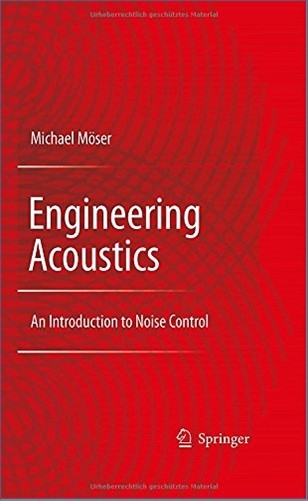 Urheberrechtlich geschütztes Material
Michael Möser
Engineering
Acoustics
An Introduction to Noise Control
Springer
Urheberrechtlich geschütztes Material